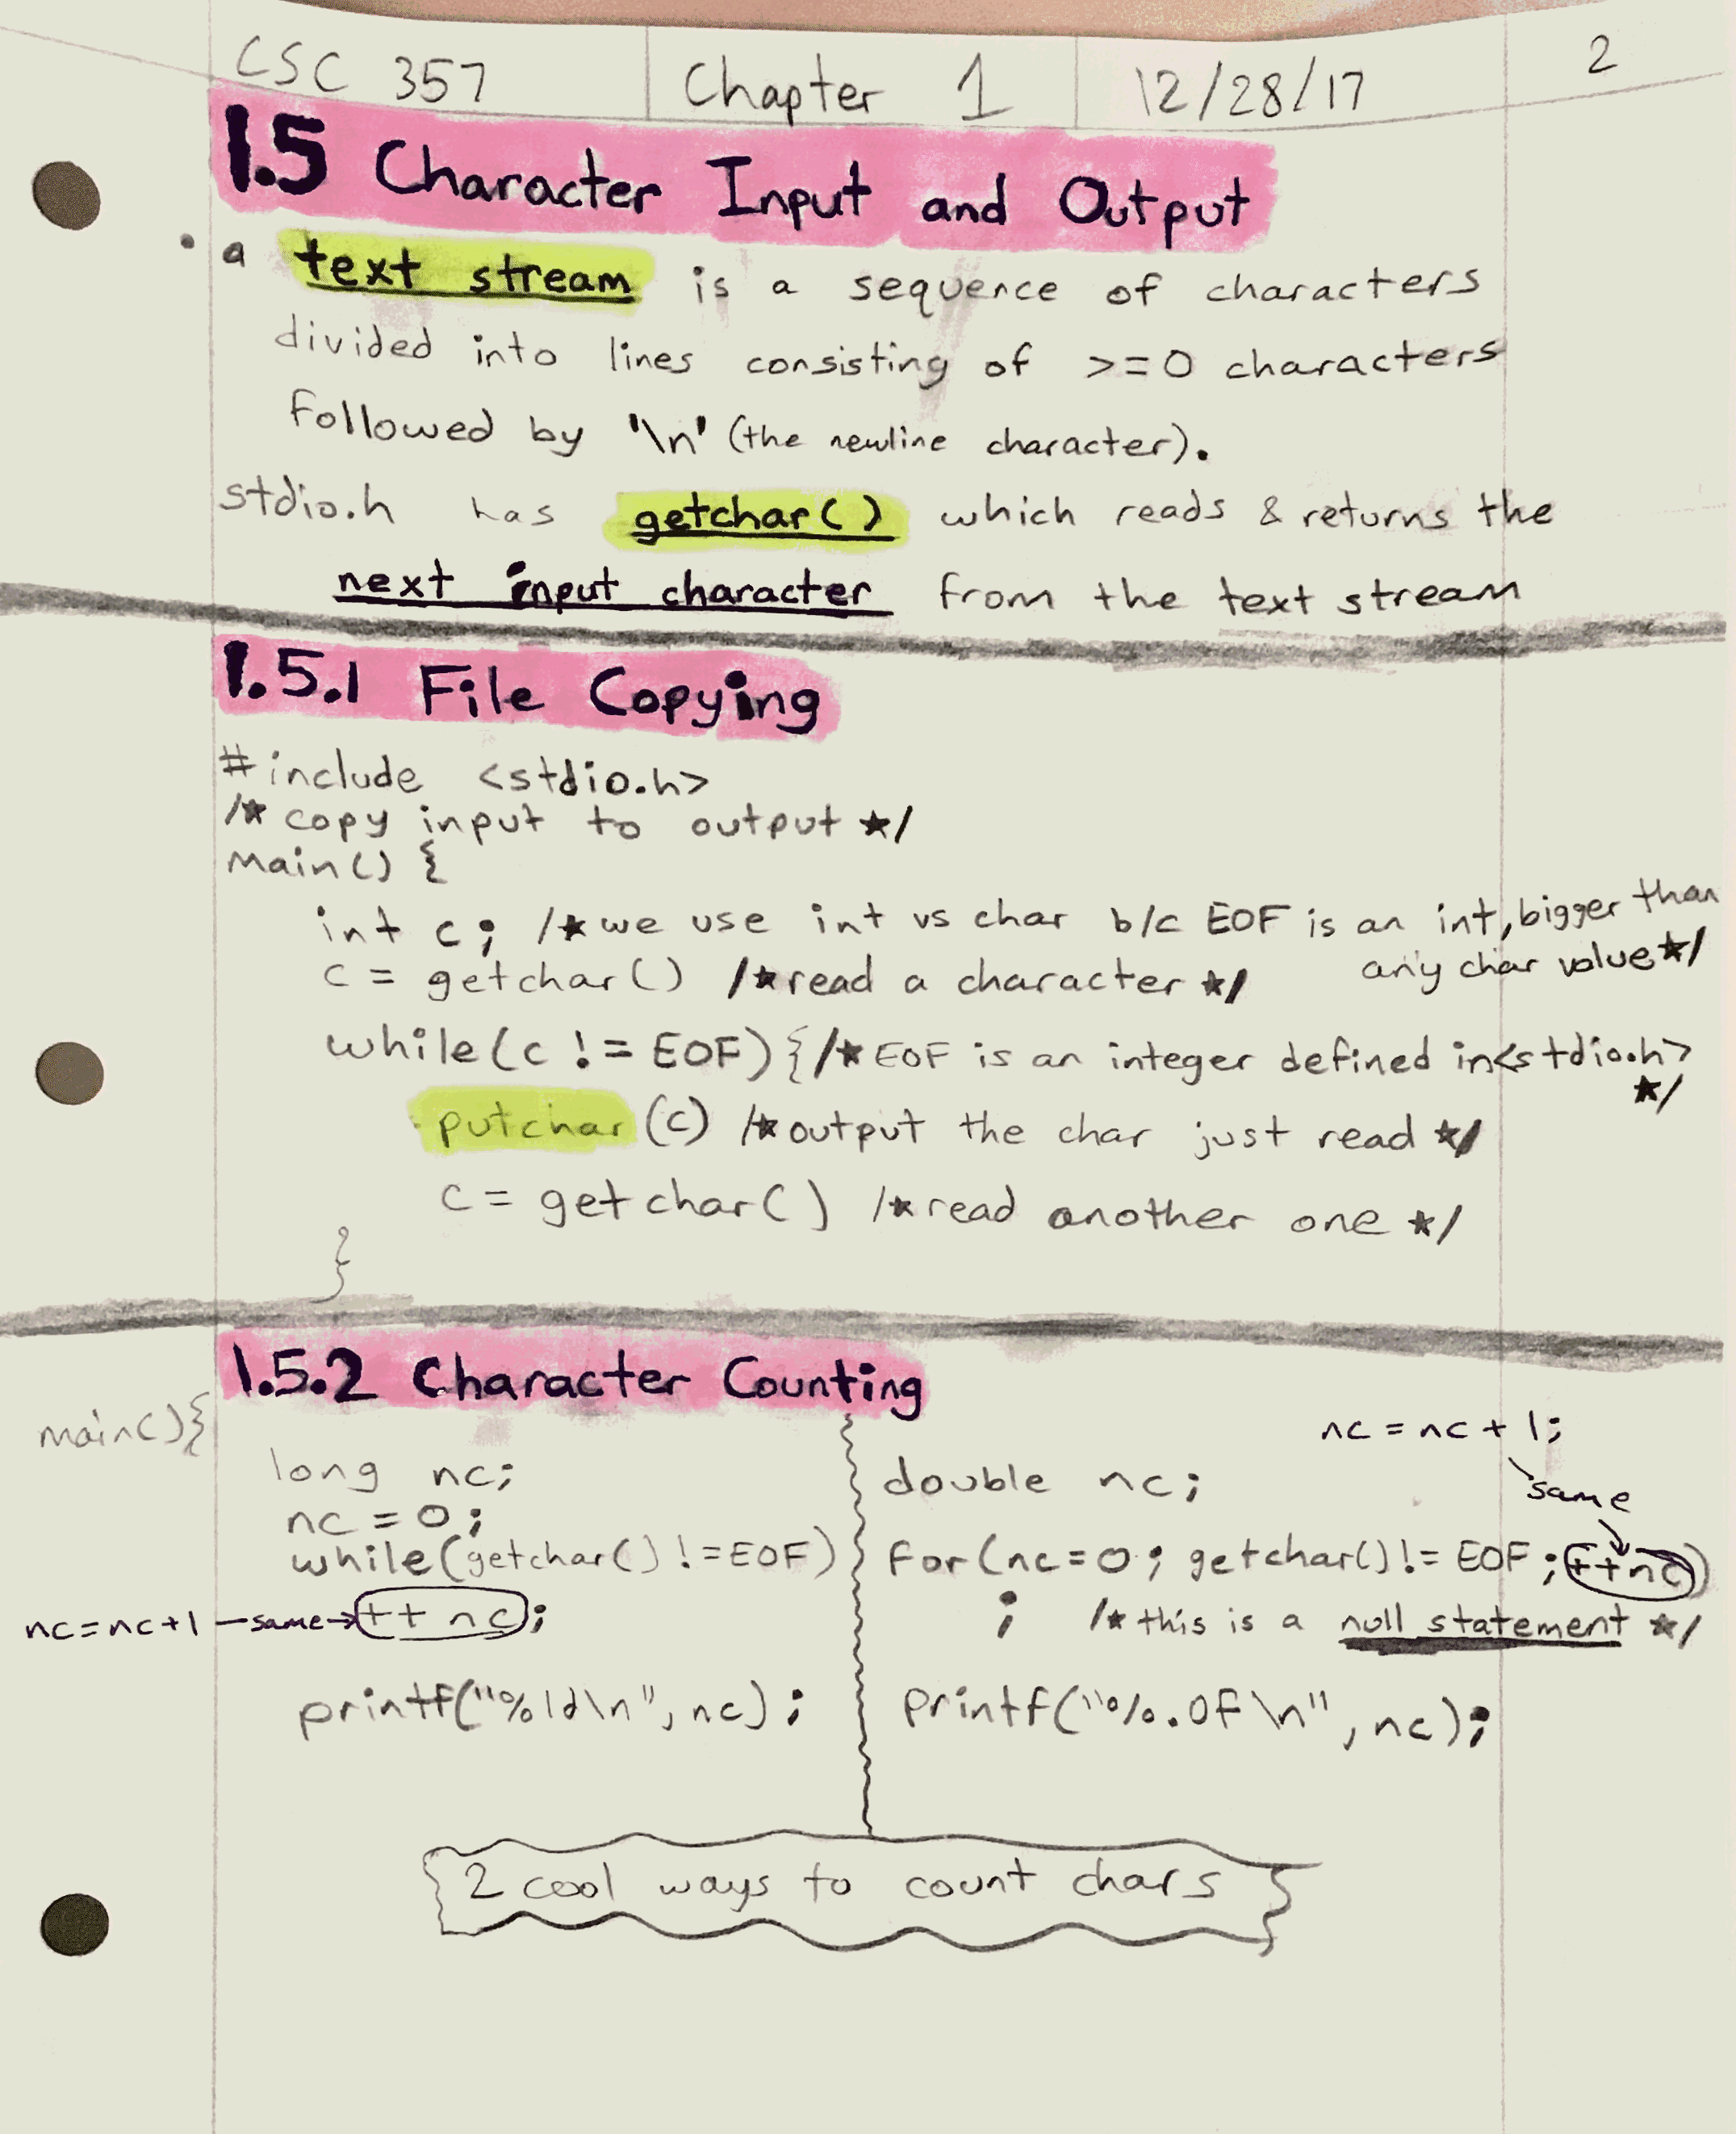 CSC 357 Chapter 1 12/28/17 2
1.5 Character Input and Output
• a text stream is a sequence of characters
divided into lines consisting of >=0 characters
followed by '\n' (the newline character).
stdio.h has getchar() which reads & returns the
next input character from the text stream
1.5.1 File Copying
#include <stdio.h>
/* copy input to output */
main() {
int c; /* we use int vs char b/c EOF is an int, bigger than
any char value */
c = getchar() /* read a character */
while(c != EOF) { /* EOF is an integer defined in <stdio.h>
*/
putchar(c) /* output the char just read */
c = getchar() /* read another one */
}
1.5.2 Character Counting
main(){
long nc;
nc = 0;
while(getchar() != EOF)
nc=nc+1 —same→ ++nc;
printf("%ld\n", nc);
nc = nc + 1;
same
double nc;
for(nc=0; getchar() != EOF; ++nc)
; /* this is a null statement */
printf("%.0f\n", nc);
2 cool ways to count chars